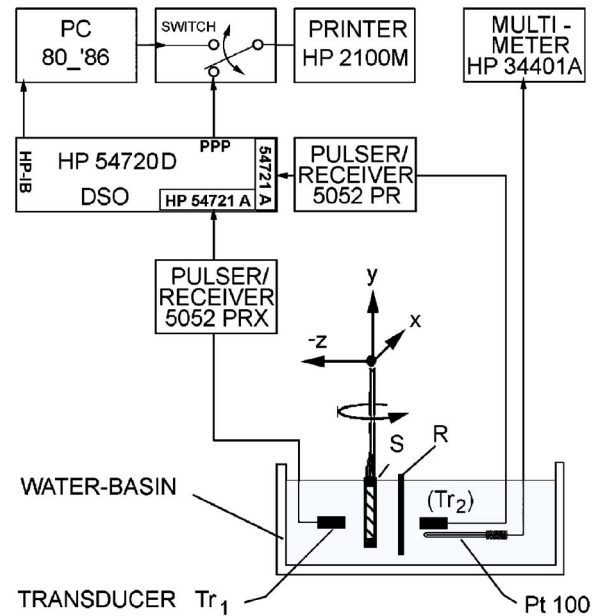 PC
80_'86
SWITCH
PRINTER
HP 2100M
MULTI-
METER
HP 34401A
HP-IB
HP 54720D
DSO
PPP
54721 A
HP 54721 A
PULSER/
RECEIVER
5052 PR
PULSER/
RECEIVER
5052 PRX
y
x
-z
S
R
WATER-BASIN
(Tr2)
TRANSDUCER Tr1
Pt 100